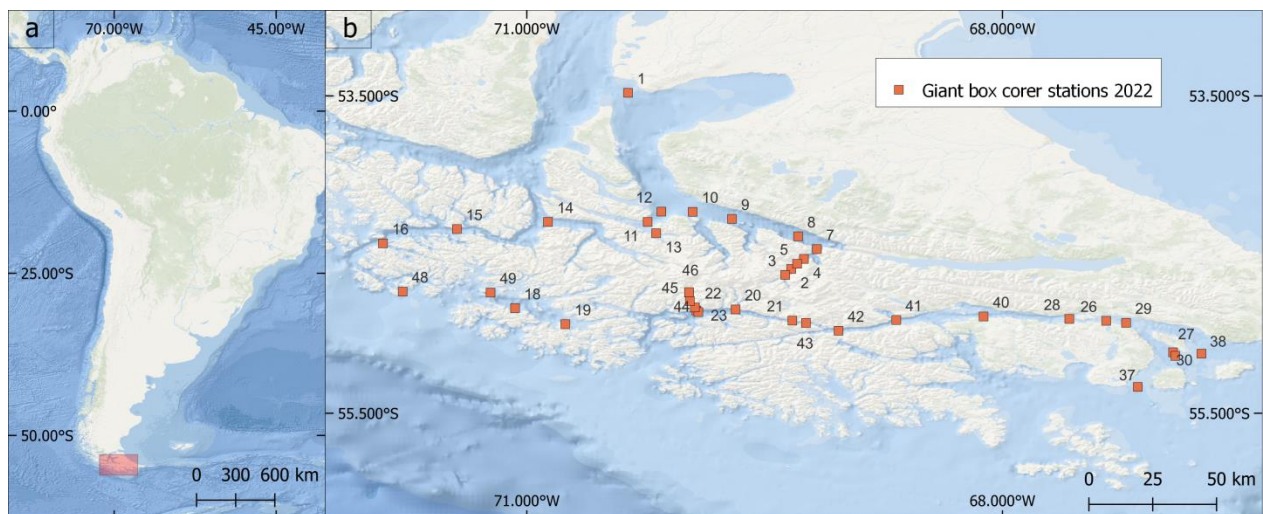 a
70.00°W
45.00°W
0.00°
25.00°S
50.00°S
0 300 600 km
b
71.000°W
68.000°W
53.500°S
53.500°S
Giant box corer stations 2022
1
12
10
9
14
15
11
13
8
7
16
5
3
4
2
46
48
49
45
22
18
44
20
19
23
21
43
42
41
40
28
26
29
27
38
30
37
55.500°S
55.500°S
71.000°W
68.000°W
0 25 50 km